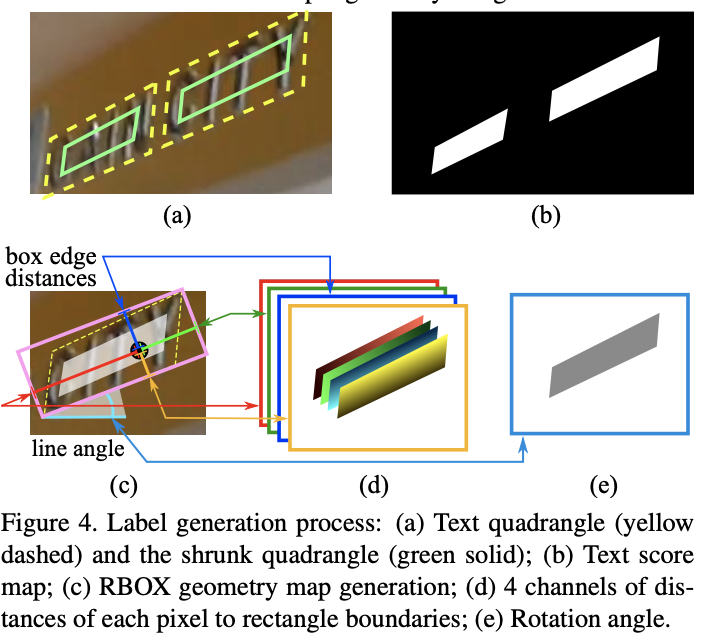 (a)
(b)
box edge
distances
line angle
(c)
(d)
(e)
Figure 4. Label generation process: (a) Text quadrangle (yellow
dashed) and the shrunk quadrangle (green solid); (b) Text score
map; (c) RBOX geometry map generation; (d) 4 channels of dis-
tances of each pixel to rectangle boundaries; (e) Rotation angle.